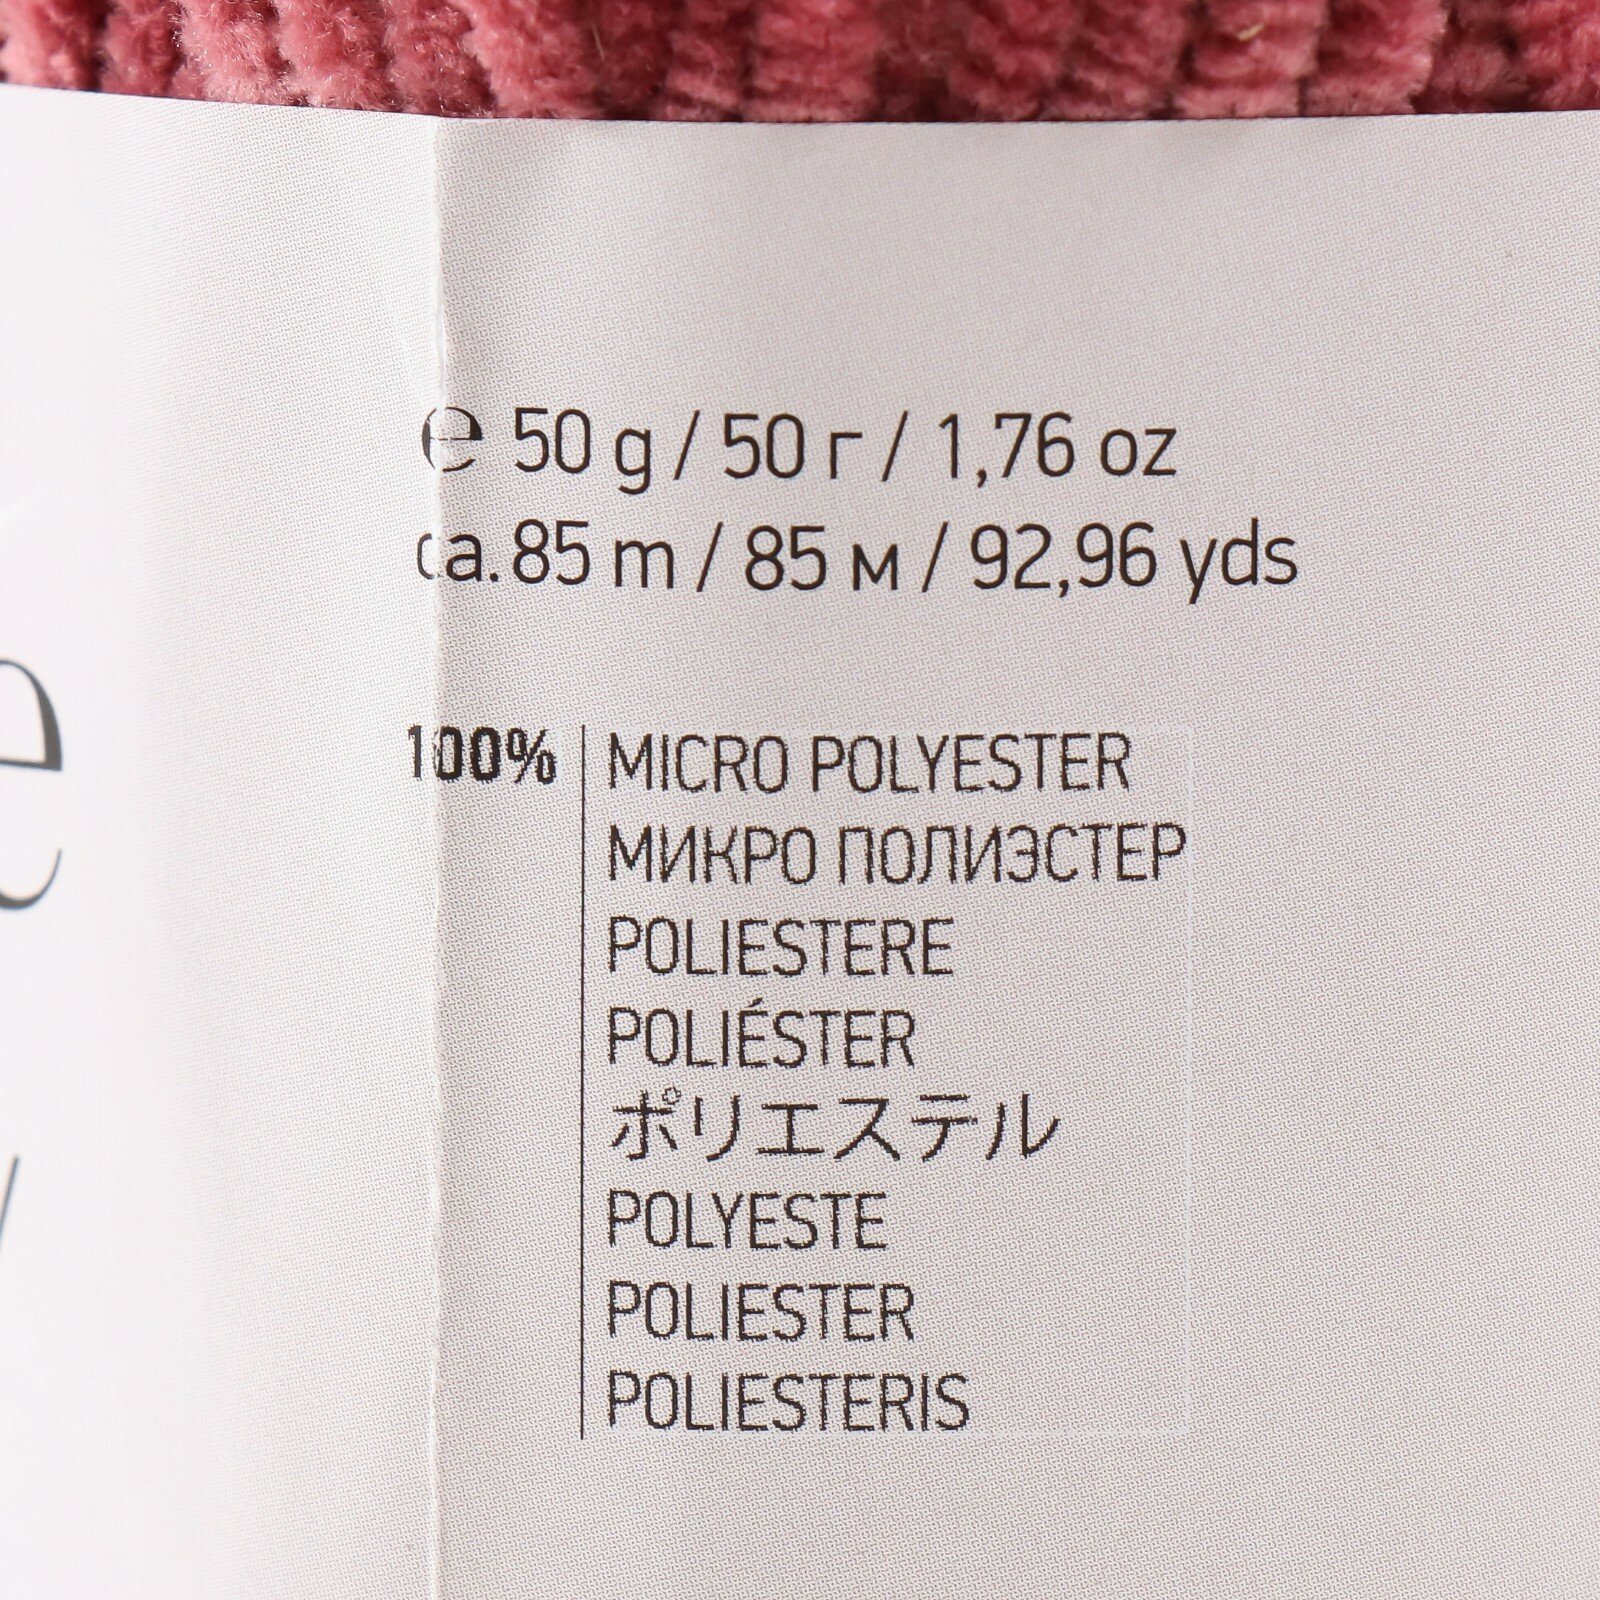 ℮ 50 g / 50 г / 1,76 oz
ca. 85 m / 85 м / 92,96 yds
100%
MICRO POLYESTER
МИКРО ПОЛИЭСТЕР
POLIESTERE
POLIÉSTER
ポリエステル
POLYESTE
POLIESTER
POLIESTERIS